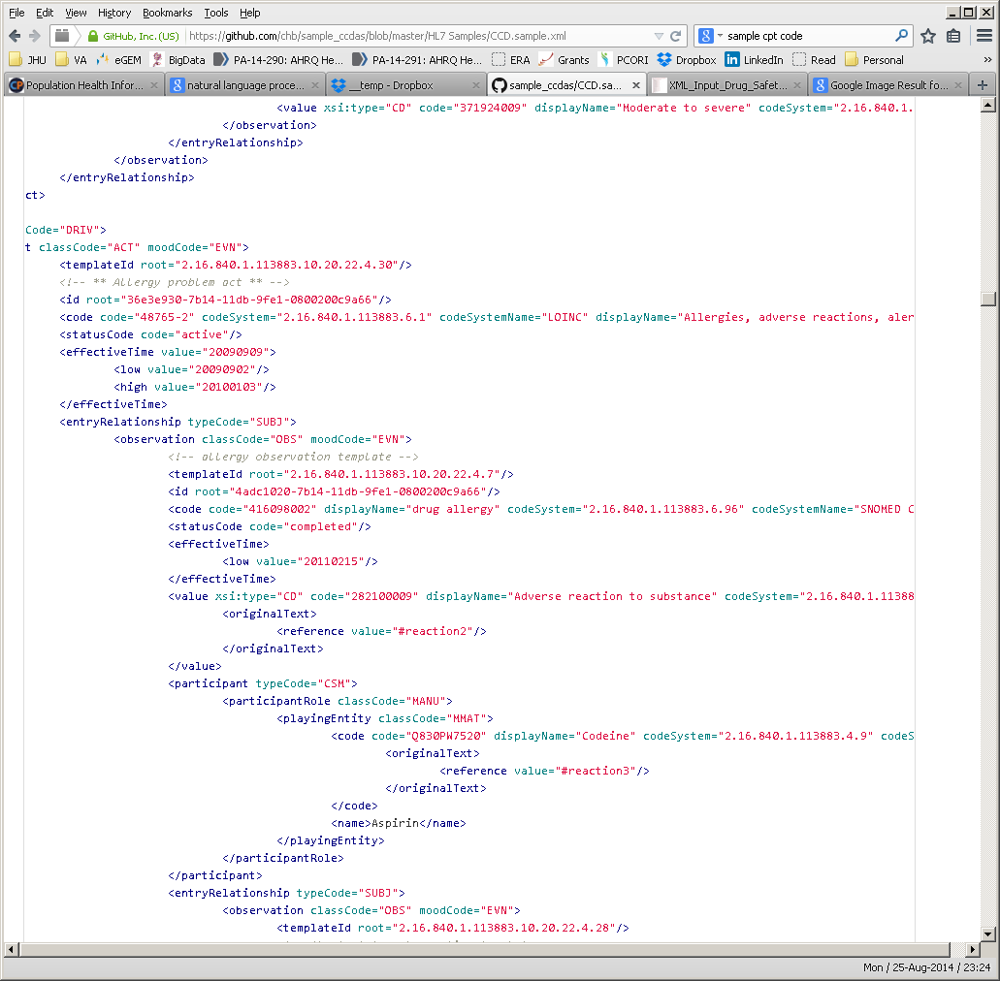 File Edit View History Bookmarks Tools Help
GitHub, Inc. (US) https://github.com/chb/sample_ccdas/blob/master/HL7 Samples/CCD.sample.xml sample cpt code
JHU VA eGEM BigData PA-14-290: AHRQ He... PA-14-291: AHRQ He... ERA Grants PCORI Dropbox LinkedIn Read Personal »
Population Health Infor... natural language proce... __temp - Dropbox sample_ccdas/CCD.sa... XML_Input_Drug_Safet... Google Image Result fo...
<value xsi:type="CD" code="371924009" displayName="Moderate to severe" codeSystem="2.16.840.1.
</observation>
</entryRelationship>
</observation>
</entryRelationship>
ct>
Code="DRIV">
t classCode="ACT" moodCode="EVN">
<templateId root="2.16.840.1.113883.10.20.22.4.30"/>
<!-- ** Allergy problem act ** -->
<id root="36e3e930-7b14-11db-9fe1-0800200c9a66"/>
<code code="48765-2" codeSystem="2.16.840.1.113883.6.1" codeSystemName="LOINC" displayName="Allergies, adverse reactions, aler
<statusCode code="active"/>
<effectiveTime value="20090909">
<low value="20090902"/>
<high value="20100103"/>
</effectiveTime>
<entryRelationship typeCode="SUBJ">
<observation classCode="OBS" moodCode="EVN">
<!-- allergy observation template -->
<templateId root="2.16.840.1.113883.10.20.22.4.7"/>
<id root="4adc1020-7b14-11db-9fe1-0800200c9a66"/>
<code code="416098002" displayName="drug allergy" codeSystem="2.16.840.1.113883.6.96" codeSystemName="SNOMED C
<statusCode code="completed"/>
<effectiveTime>
<low value="20110215"/>
</effectiveTime>
<value xsi:type="CD" code="282100009" displayName="Adverse reaction to substance" codeSystem="2.16.840.1.11388
<originalText>
<reference value="#reaction2"/>
</originalText>
</value>
<participant typeCode="CSM">
<participantRole classCode="MANU">
<playingEntity classCode="MMAT">
<code code="Q830PW7520" displayName="Codeine" codeSystem="2.16.840.1.113883.4.9" codeS
<originalText>
<reference value="#reaction3"/>
</originalText>
</code>
<name>Aspirin</name>
</playingEntity>
</participantRole>
</participant>
<entryRelationship typeCode="SUBJ">
<observation classCode="OBS" moodCode="EVN">
<templateId root="2.16.840.1.113883.10.20.22.4.28"/>
Mon / 25-Aug-2014 / 23:24